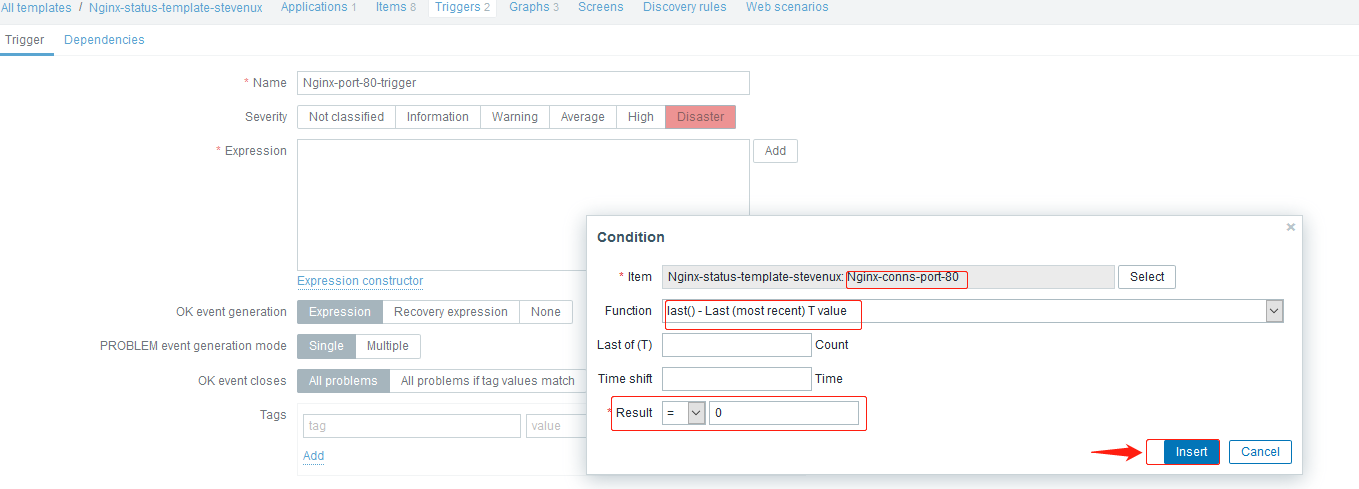 All templates / Nginx-status-template-stevenux Applications 1 Items 8 Triggers 2 Graphs 3 Screens Discovery rules Web scenarios
Trigger Dependencies
* Name Nginx-port-80-trigger
Severity Not classified Information Warning Average High Disaster
* Expression Add
Condition
* Item Nginx-status-template-stevenux: Nginx-conns-port-80 Select
Expression constructor
Function last() - Last (most recent) T value
OK event generation Expression Recovery expression None
Last of (T) Count
PROBLEM event generation mode Single Multiple
Time shift Time
OK event closes All problems All problems if tag values match
* Result = 0
Tags tag value
Insert Cancel
Add